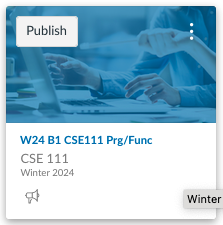 Publish
W24 B1 CSE111 Prg/Func
CSE 111
Winter 2024
Winter